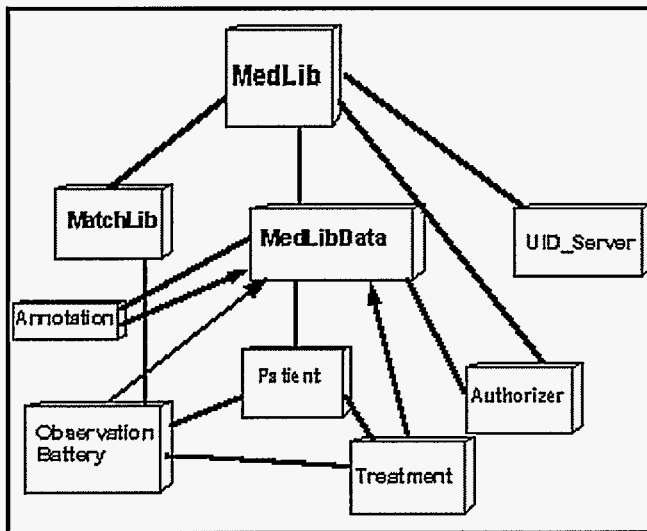 MedLib
MatchLib
MedLibData
UID_Server
Annotation
Patient
Authorizer
Observation
Battery
Treatment